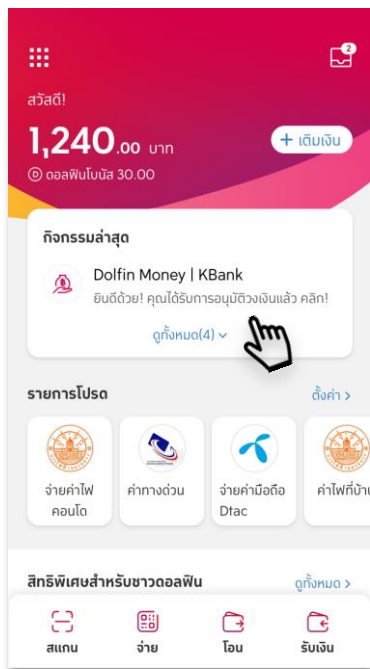 2
สวัสดี!
1,240.00 บาท
+ เติมเงิน
D ดอลฟินโบนัส 30.00
กิจกรรมล่าสุด
Dolfin Money | KBank
ยินดีด้วย! คุณได้รับการอนุมัติวงเงินแล้ว คลิก!
ดูทั้งหมด(4)
รายการโปรด
ตั้งค่า >
จ่ายค่าไฟ
คอนโด
ค่าทางด่วน
จ่ายค่ามือถือ
Dtac
ค่าไฟที่บ้าน
สิทธิพิเศษสำหรับชาวดอลฟิน
ดูทั้งหมด >
สแกน
จ่าย
โอน
รับเงิน